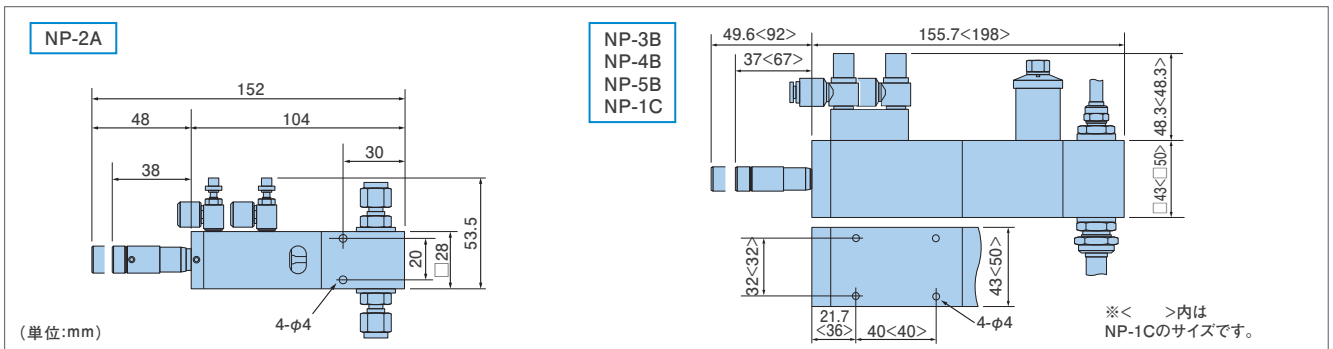 NP-2A
152
48
104
30
38
53.5
20
□28
4-φ4
(単位:mm)
NP-3B
NP-4B
NP-5B
NP-1C
49.6<92>
155.7<198>
37<67>
48.3<48.3>
□43<□50>
32<32>
43<50>
21.7
<36>
40<40>
4-φ4
※< >内は
NP-1Cのサイズです。